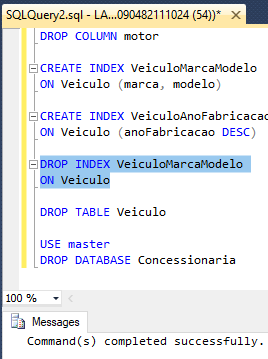 SQLQuery2.sql - LA...090482111024 (54))*
DROP COLUMN motor
CREATE INDEX VeiculoMarcaModelo
ON Veiculo (marca, modelo)
CREATE INDEX VeiculoAnoFabricacao
ON Veiculo (anoFabricacao DESC)
DROP INDEX VeiculoMarcaModelo
ON Veiculo
DROP TABLE Veiculo
USE master
DROP DATABASE Concessionaria
100 %
Messages
Command(s) completed successfully.